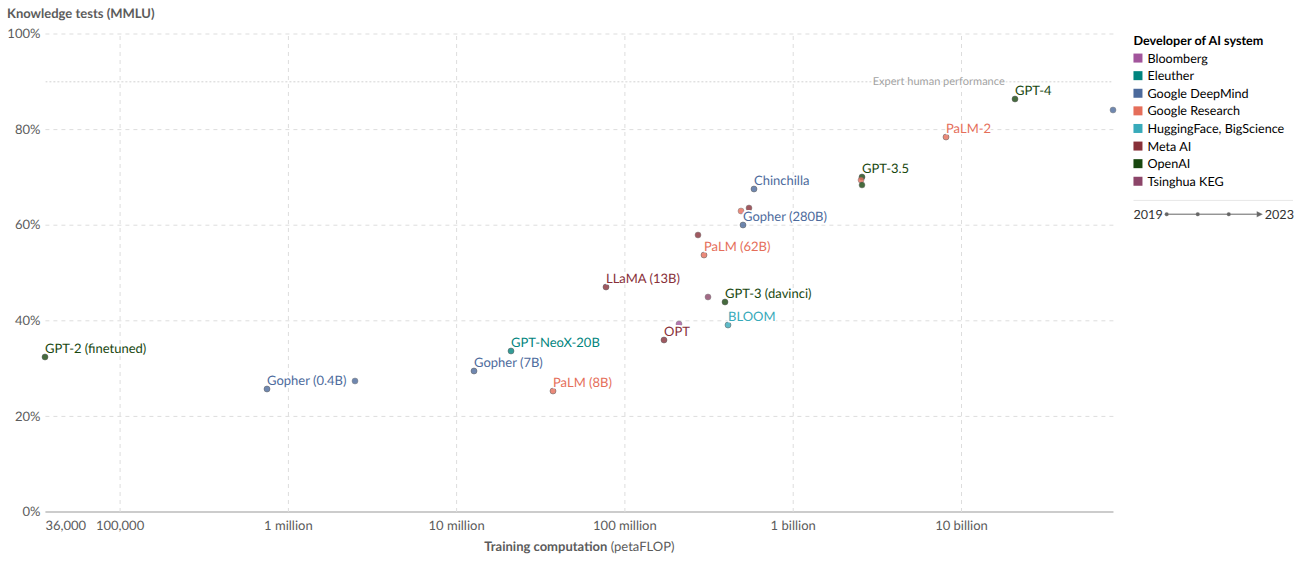 Knowledge tests (MMLU)
100%
80%
60%
40%
20%
0%
Expert human performance
GPT-4
PaLM-2
GPT-3.5
Chinchilla
Gopher (280B)
PaLM (62B)
LLaMA (13B)
GPT-3 (davinci)
BLOOM
OPT
GPT-NeoX-20B
GPT-2 (finetuned)
Gopher (7B)
Gopher (0.4B)
PaLM (8B)
36,000
100,000
1 million
10 million
100 million
1 billion
10 billion
Training computation (petaFLOP)
Developer of AI system
Bloomberg
Eleuther
Google DeepMind
Google Research
HuggingFace, BigScience
Meta AI
OpenAI
Tsinghua KEG
2019
2023